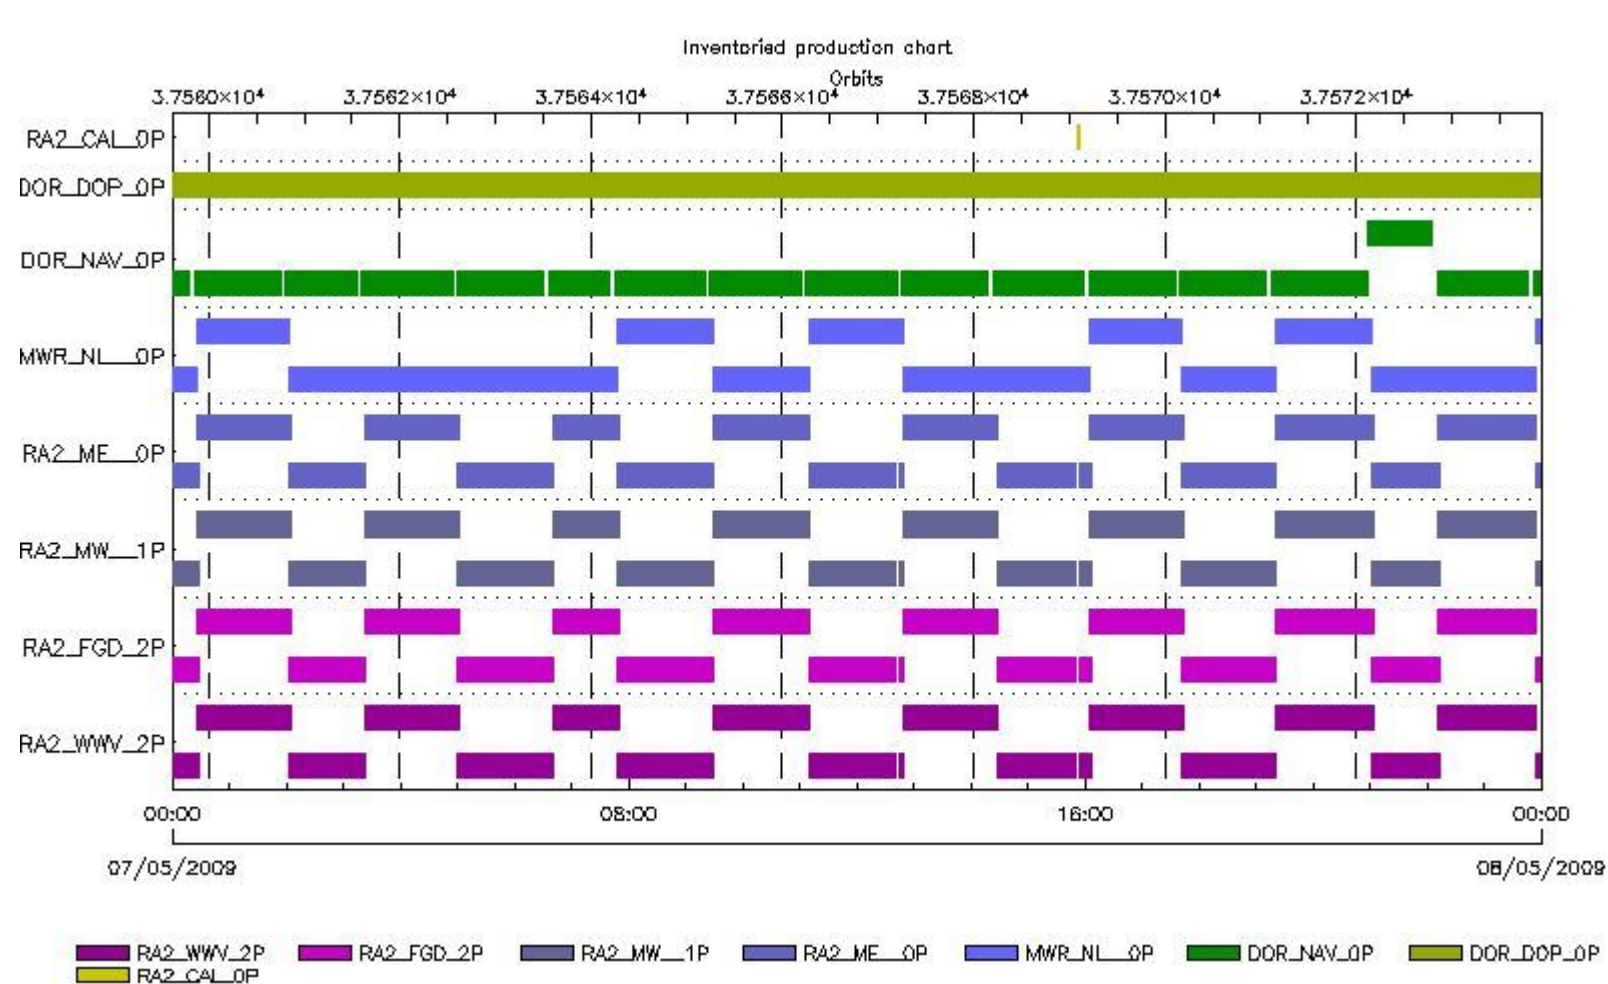 Inventoried production chart
Orbits
3.7560×10⁴ 3.7562×10⁴ 3.7564×10⁴ 3.7566×10⁴ 3.7568×10⁴ 3.7570×10⁴ 3.7572×10⁴
RA2_CAL_0P
DOR_DOP_0P
DOR_NAV_0P
MWR_NL__0P
RA2_ME__0P
RA2_MW__1P
RA2_FGD_2P
RA2_WWV_2P
00:00 08:00 16:00 00:00
07/05/2009 08/05/2009
RA2_WWV_2P RA2_FGD_2P RA2_MW__1P RA2_ME__0P MWR_NL__0P DOR_NAV_0P DOR_DOP_0P
RA2_CAL_0P